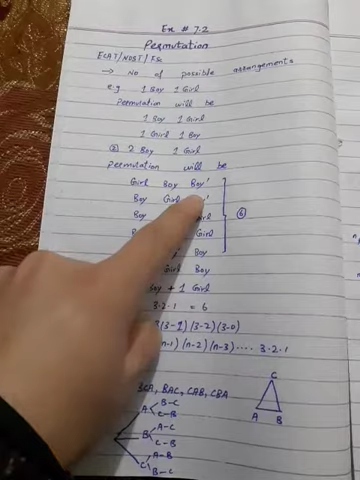 Ex # 7.2
Permutation
ECAT/NUST/FSc
→ No of possible arrangements
e.g 1 Boy 1 Girl
Permutation will be
1 Boy 1 Girl
1 Girl 1 Boy
② 2 Boy 1 Girl
Permutation will be
Girl Boy Boy'
Boy Girl
Boy
Girl
⑥
Boy
Girl Boy
Boy + 1 Girl
3·2·1 = 6
(3-1)(3-2)(3-0)
(n-2)(n-3).... 3·2·1
BCA, BAC, CAB, CBA
A B-C
C-B
B A-C
C-B
C A-B
B-C
C
A B